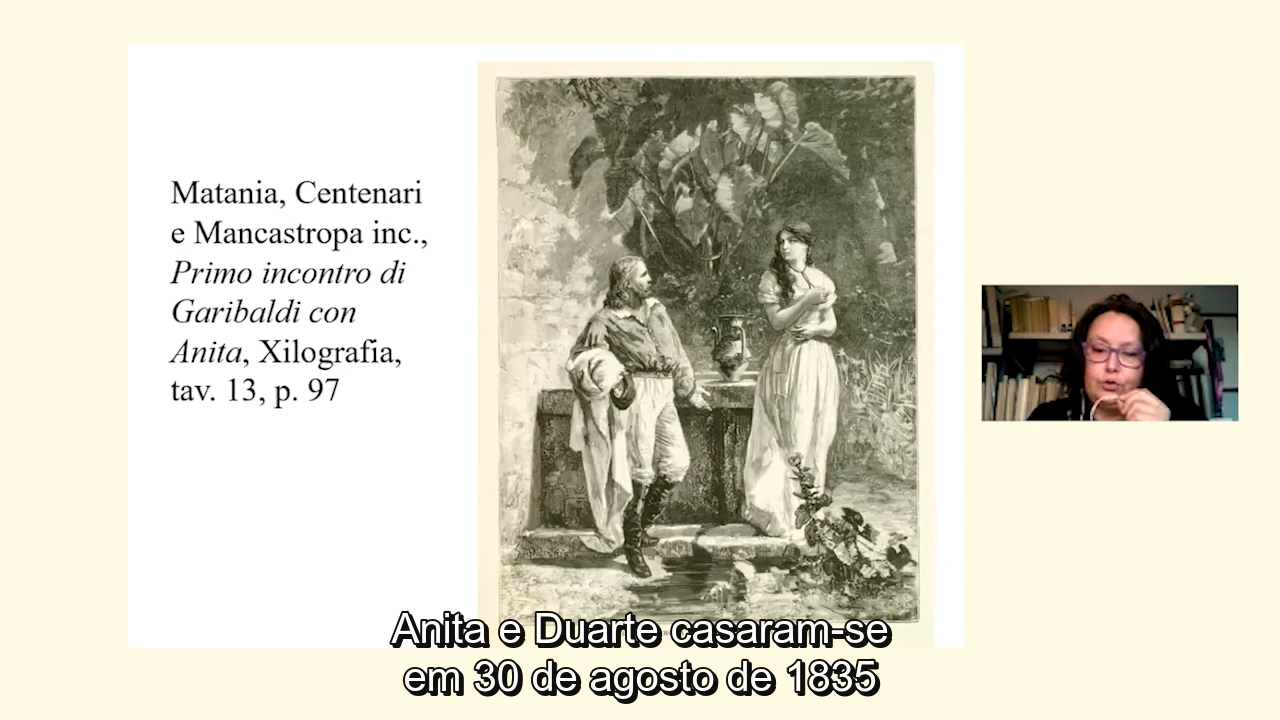 Matania, Centenari
e Mancastropa inc.,
Primo incontro di
Garibaldi con
Anita, Xilografia,
tav. 13, p. 97
Anita e Duarte casaram-se
em 30 de agosto de 1835